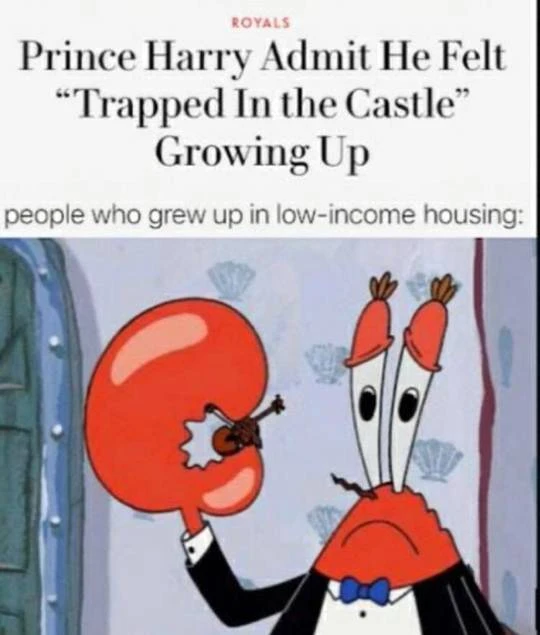 ROYALS
Prince Harry Admit He Felt
“Trapped In the Castle”
Growing Up
people who grew up in low-income housing: